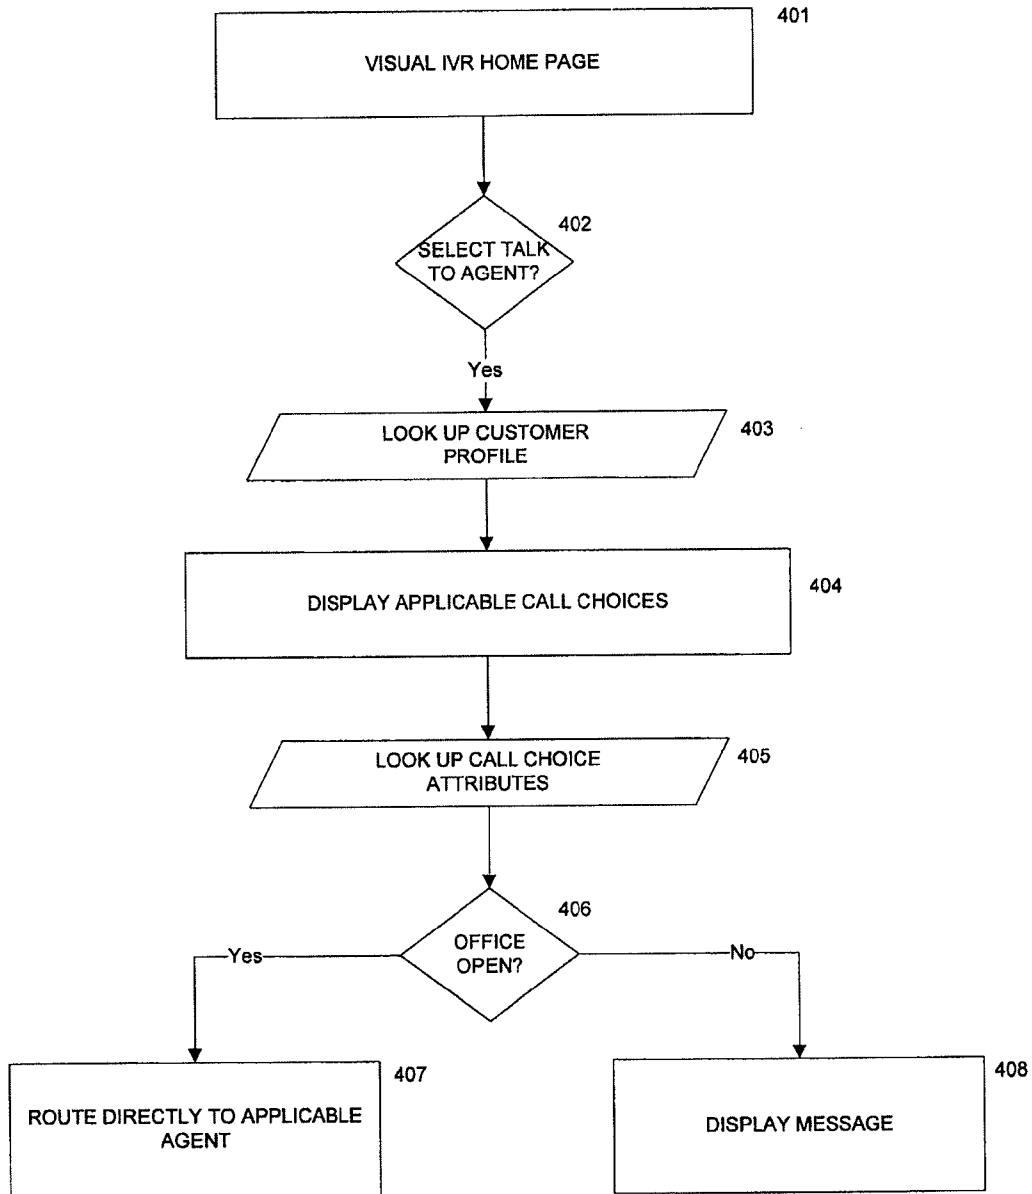 401
VISUAL IVR HOME PAGE
402
SELECT TALK
TO AGENT?
Yes
LOOK UP CUSTOMER
PROFILE
403
DISPLAY APPLICABLE CALL CHOICES
404
LOOK UP CALL CHOICE
ATTRIBUTES
405
406
OFFICE
OPEN?
Yes
No
407
ROUTE DIRECTLY TO APPLICABLE
AGENT
408
DISPLAY MESSAGE